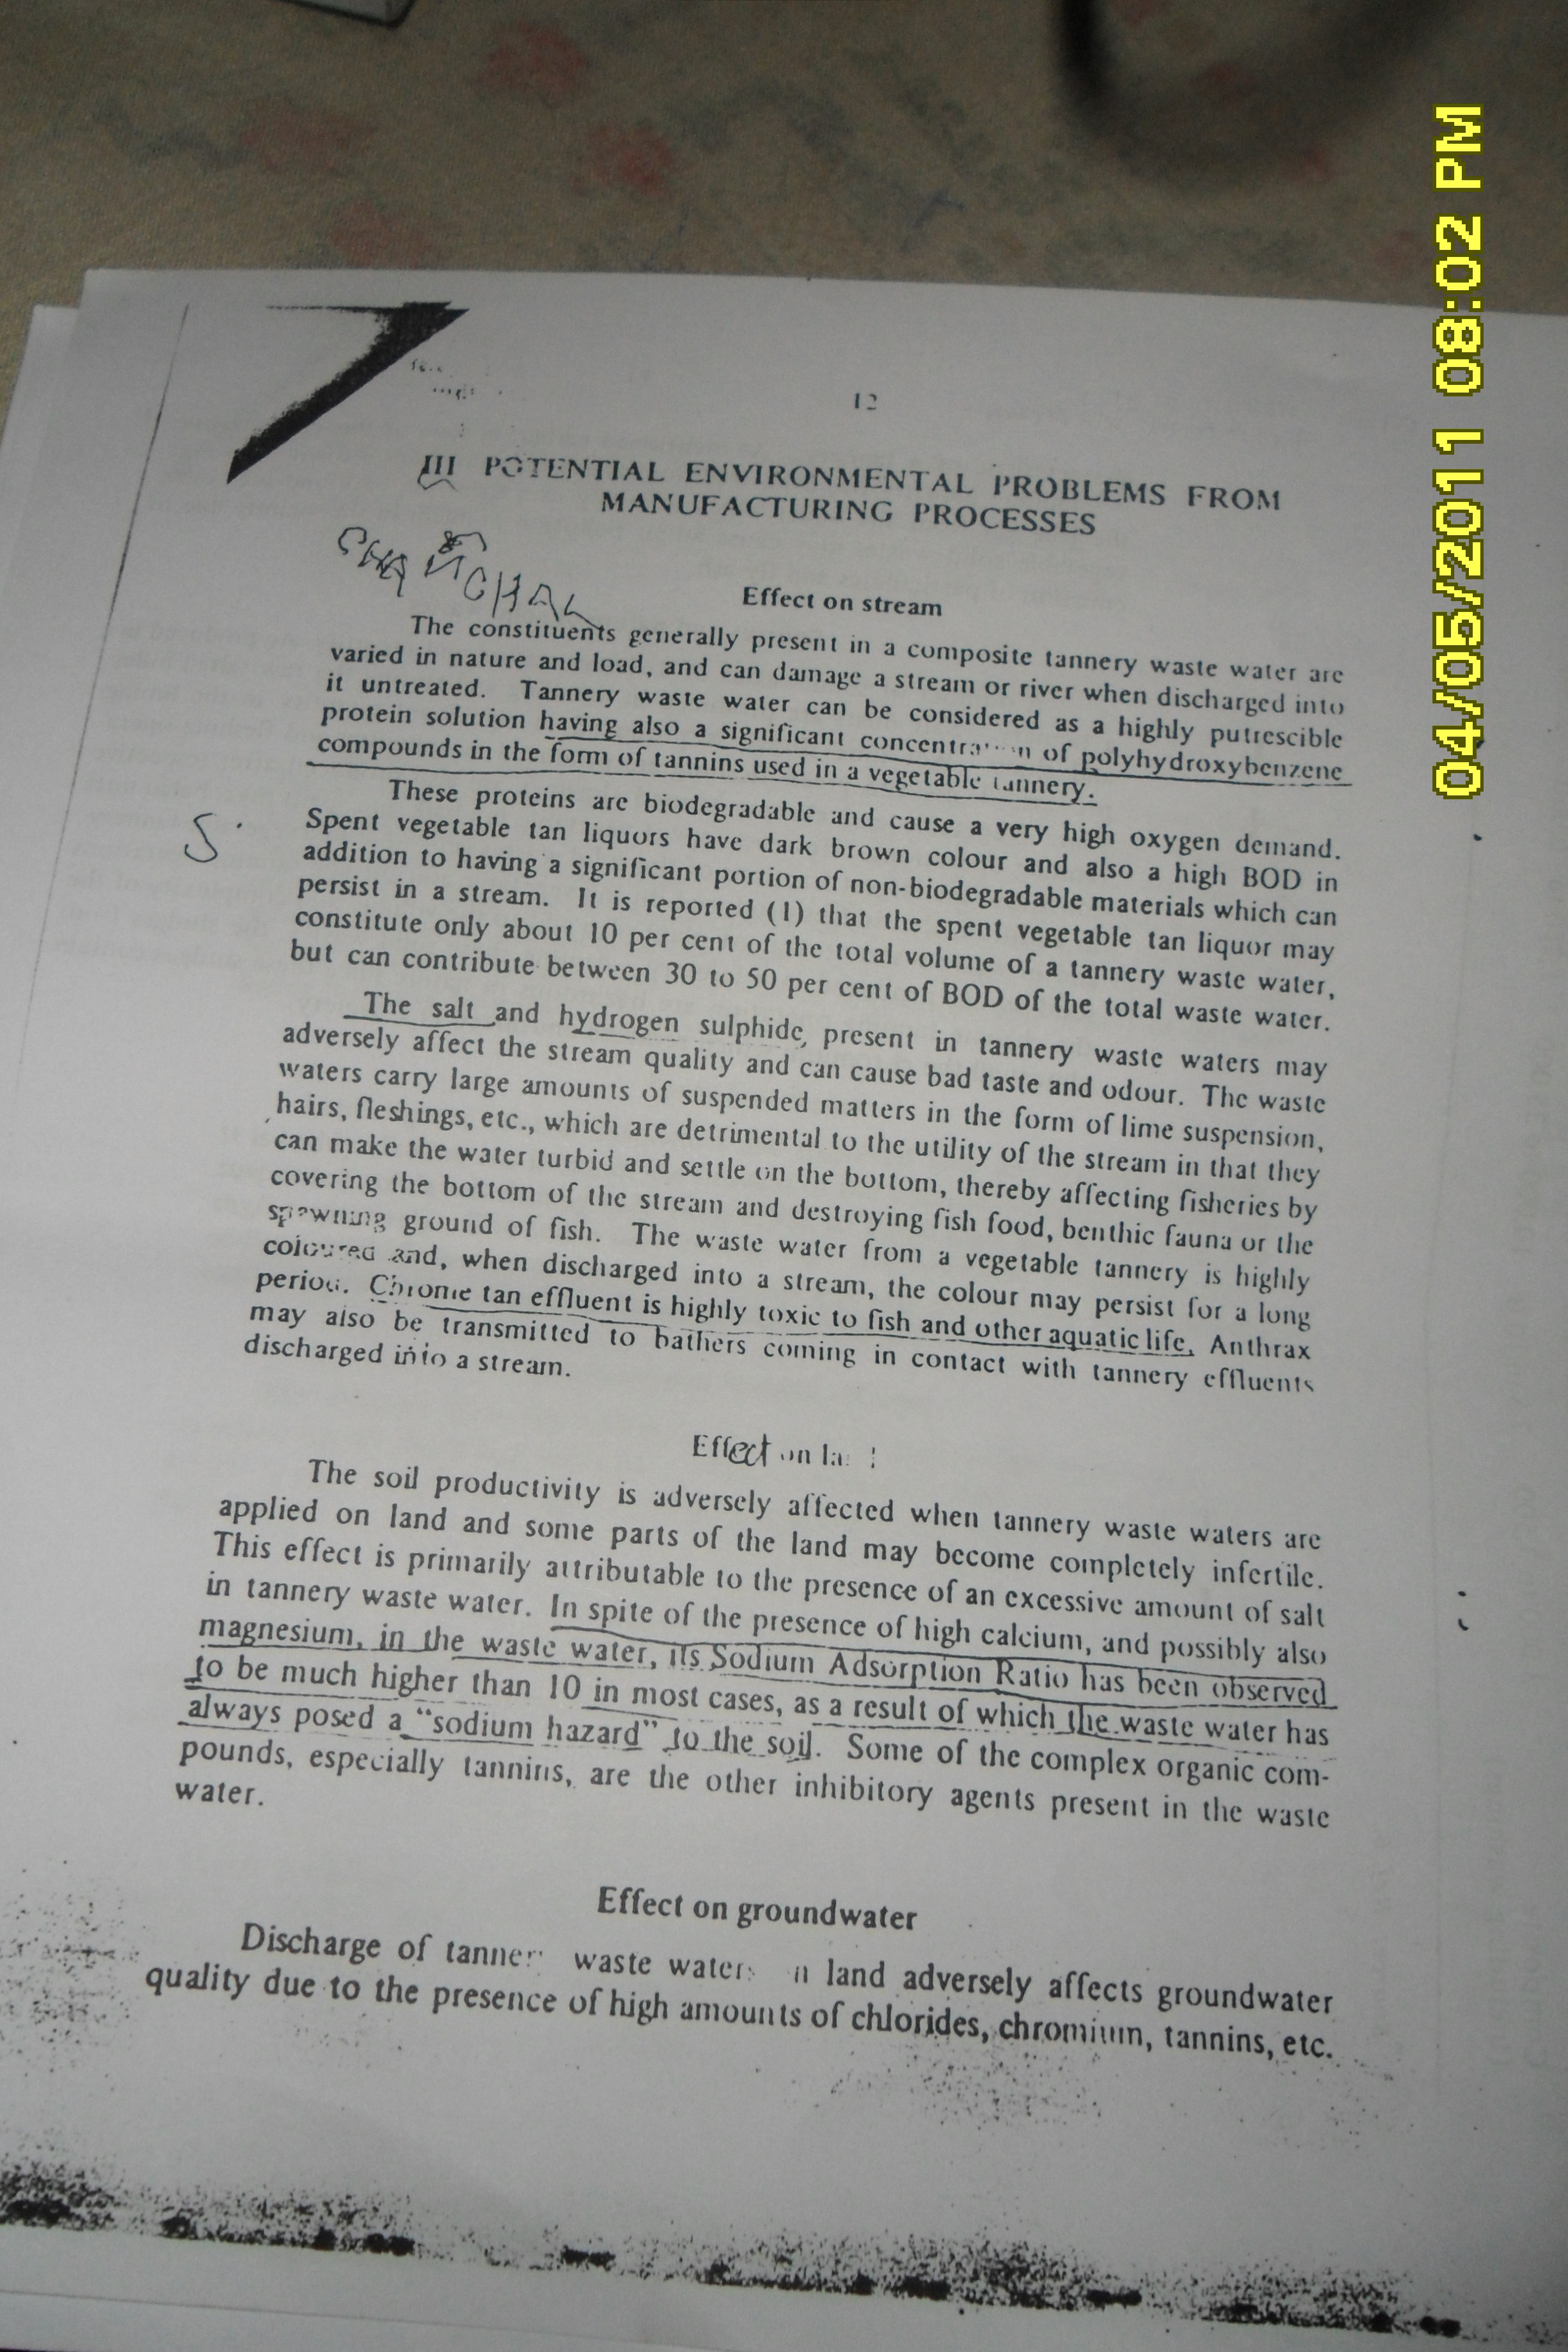 12
III POTENTIAL ENVIRONMENTAL PROBLEMS FROM
MANUFACTURING PROCESSES
Effect on stream
The constituents generally present in a composite tannery waste water are
varied in nature and load, and can damage a stream or river when discharged into
it untreated. Tannery waste water can be considered as a highly putrescible
protein solution having also a significant concentration of polyhydroxybenzene
compounds in the form of tannins used in a vegetable tannery.
These proteins are biodegradable and cause a very high oxygen demand.
Spent vegetable tan liquors have dark brown colour and also a high BOD in
addition to having a significant portion of non-biodegradable materials which can
persist in a stream. It is reported (1) that the spent vegetable tan liquor may
constitute only about 10 per cent of the total volume of a tannery waste water,
but can contribute between 30 to 50 per cent of BOD of the total waste water.
The salt and hydrogen sulphide, present in tannery waste waters may
adversely affect the stream quality and can cause bad taste and odour. The waste
waters carry large amounts of suspended matters in the form of lime suspension,
hairs, fleshings, etc., which are detrimental to the utility of the stream in that they
can make the water turbid and settle on the bottom, thereby affecting fisheries by
covering the bottom of the stream and destroying fish food, benthic fauna or the
spawning ground of fish. The waste water from a vegetable tannery is highly
coloured and, when discharged into a stream, the colour may persist for a long
period. Chrome tan effluent is highly toxic to fish and other aquatic life. Anthrax
may also be transmitted to bathers coming in contact with tannery effluents
discharged into a stream.
Effect on land
The soil productivity is adversely affected when tannery waste waters are
applied on land and some parts of the land may become completely infertile.
This effect is primarily attributable to the presence of an excessive amount of salt
in tannery waste water. In spite of the presence of high calcium, and possibly also
magnesium, in the waste water, its Sodium Adsorption Ratio has been observed
to be much higher than 10 in most cases, as a result of which the waste water has
always posed a "sodium hazard" to the soil. Some of the complex organic com-
pounds, especially tannins, are the other inhibitory agents present in the waste
water.
Effect on groundwater
Discharge of tannery waste waters on land adversely affects groundwater
quality due to the presence of high amounts of chlorides, chromium, tannins, etc.
04/05/2011 08:02 PM